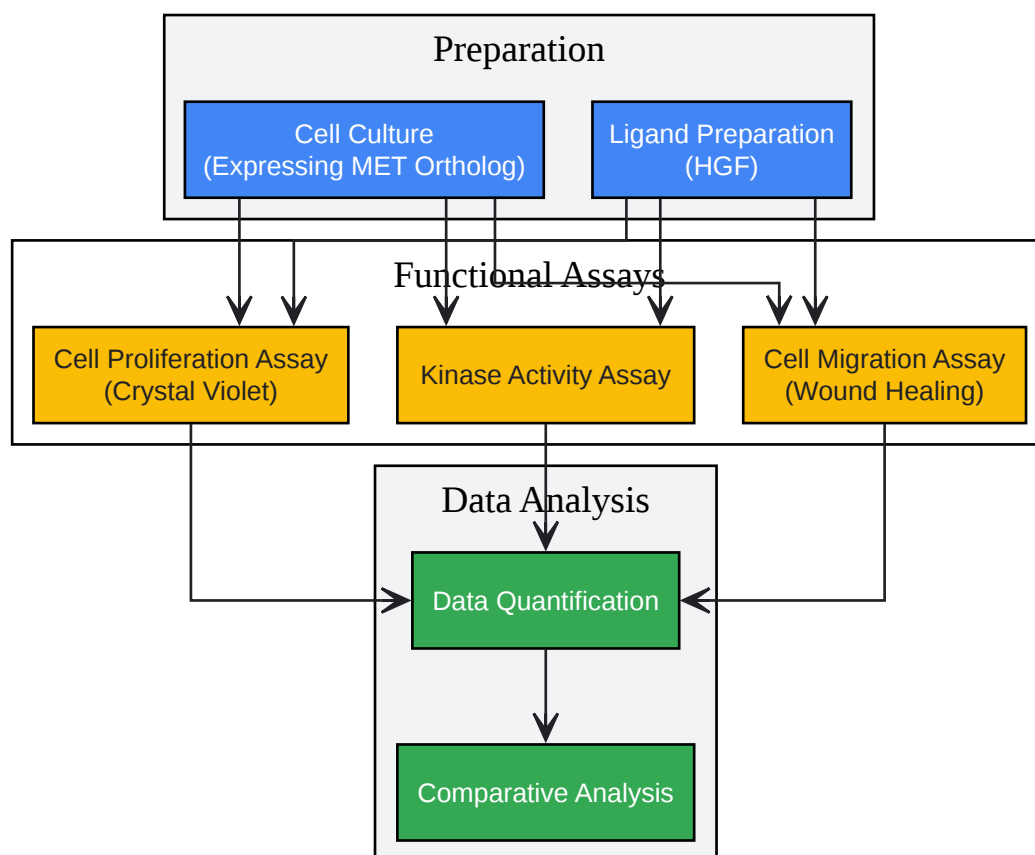 Preparation
Cell Culture
(Expressing MET Ortholog)
Ligand Preparation
(HGF)
Functional Assays
Cell Proliferation Assay
(Crystal Violet)
Kinase Activity Assay
Cell Migration Assay
(Wound Healing)
Data Analysis
Data Quantification
Comparative Analysis